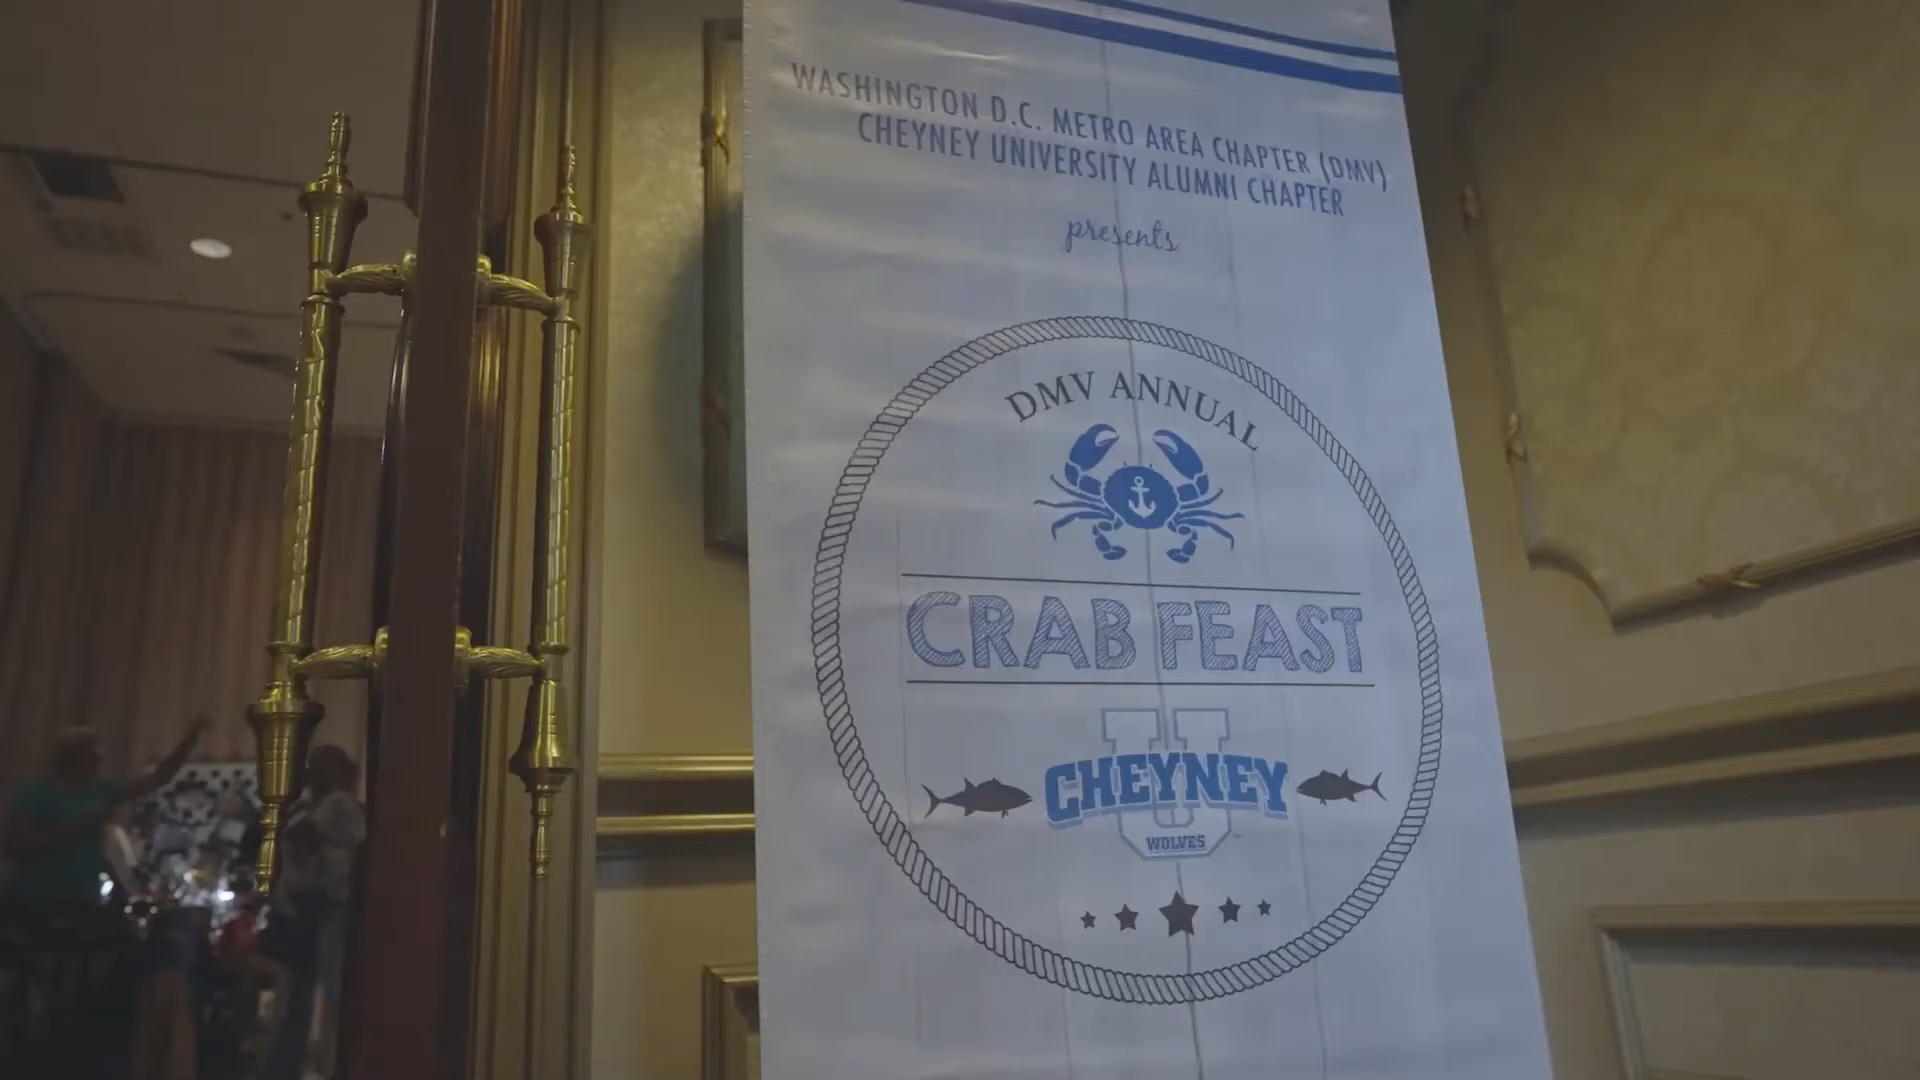 WASHINGTON D.C. METRO AREA CHAPTER (DMV)
CHEYNEY UNIVERSITY ALUMNI CHAPTER
presents
DMV ANNUAL
CRAB FEAST
U
CHEYNEY
WOLVES